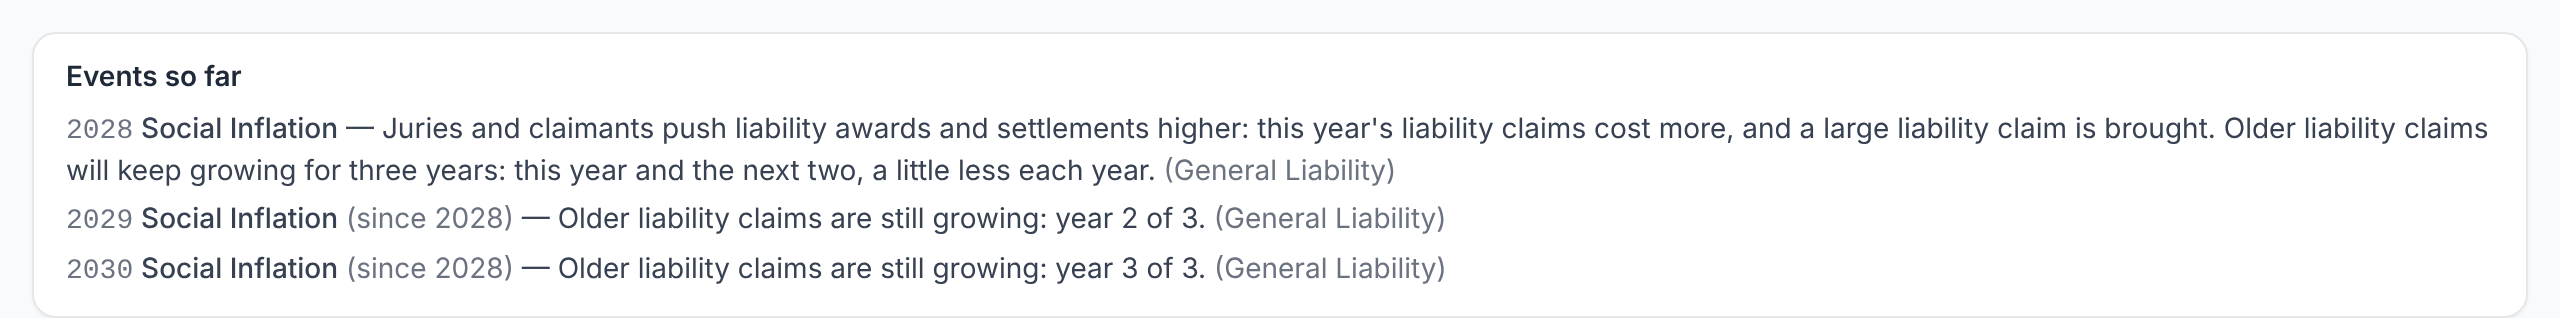 Events so far
2028 Social Inflation — Juries and claimants push liability awards and settlements higher: this year's liability claims cost more, and a large liability claim is brought. Older liability claims
will keep growing for three years: this year and the next two, a little less each year. (General Liability)
2029 Social Inflation (since 2028) — Older liability claims are still growing: year 2 of 3. (General Liability)
2030 Social Inflation (since 2028) — Older liability claims are still growing: year 3 of 3. (General Liability)